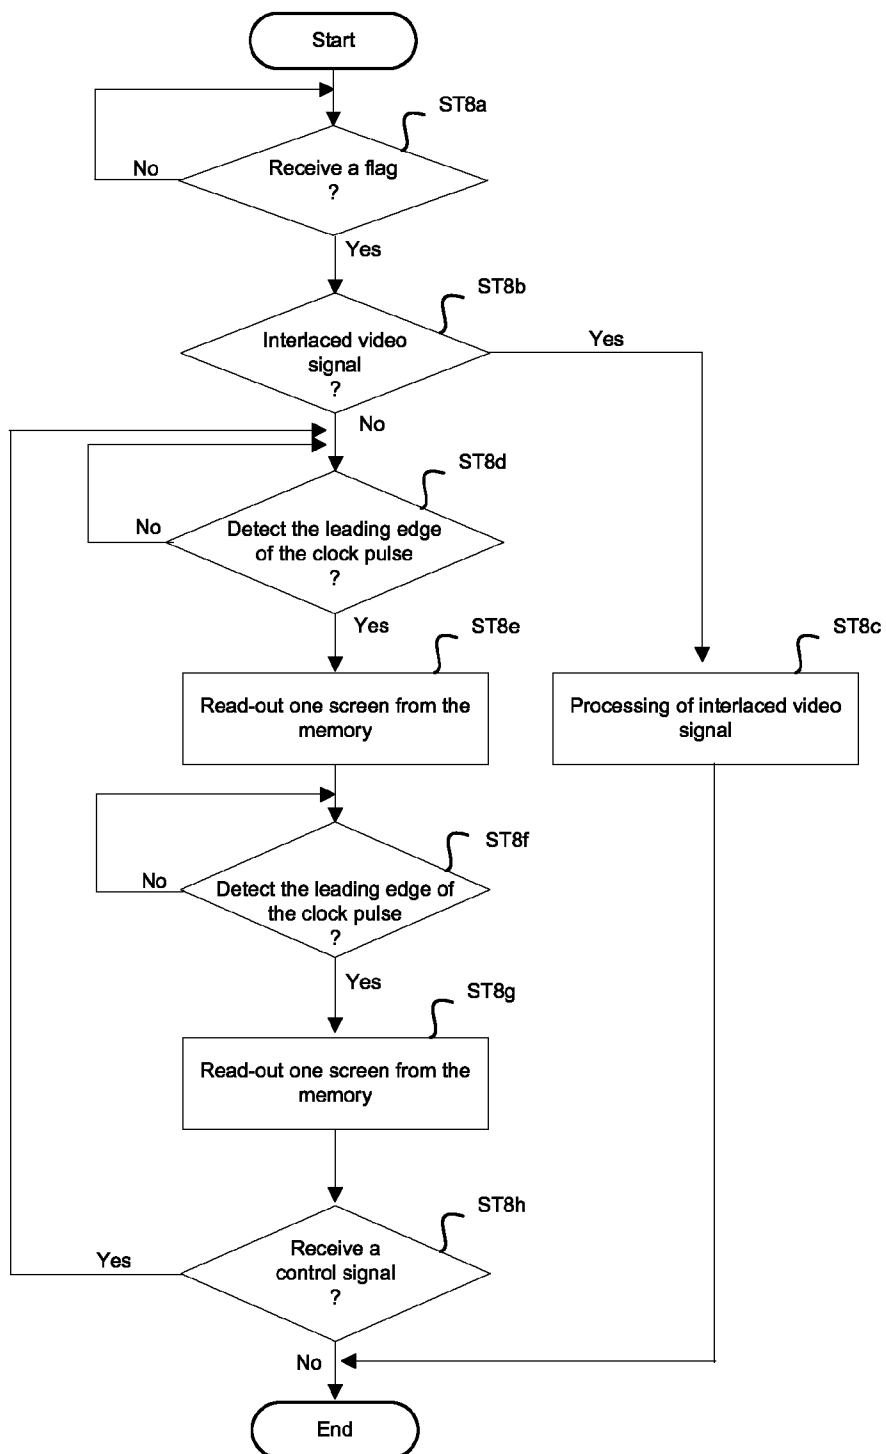 Start
ST8a
No
Receive a flag
?
Yes
ST8b
Interlaced video
signal
?
Yes
No
ST8d
No
Detect the leading edge
of the clock pulse
?
Yes
ST8e
ST8c
Read-out one screen from the
memory
Processing of interlaced video
signal
ST8f
No
Detect the leading edge of
the clock pulse
?
Yes
ST8g
Read-out one screen from the
memory
ST8h
Yes
Receive a
control signal
?
No
End